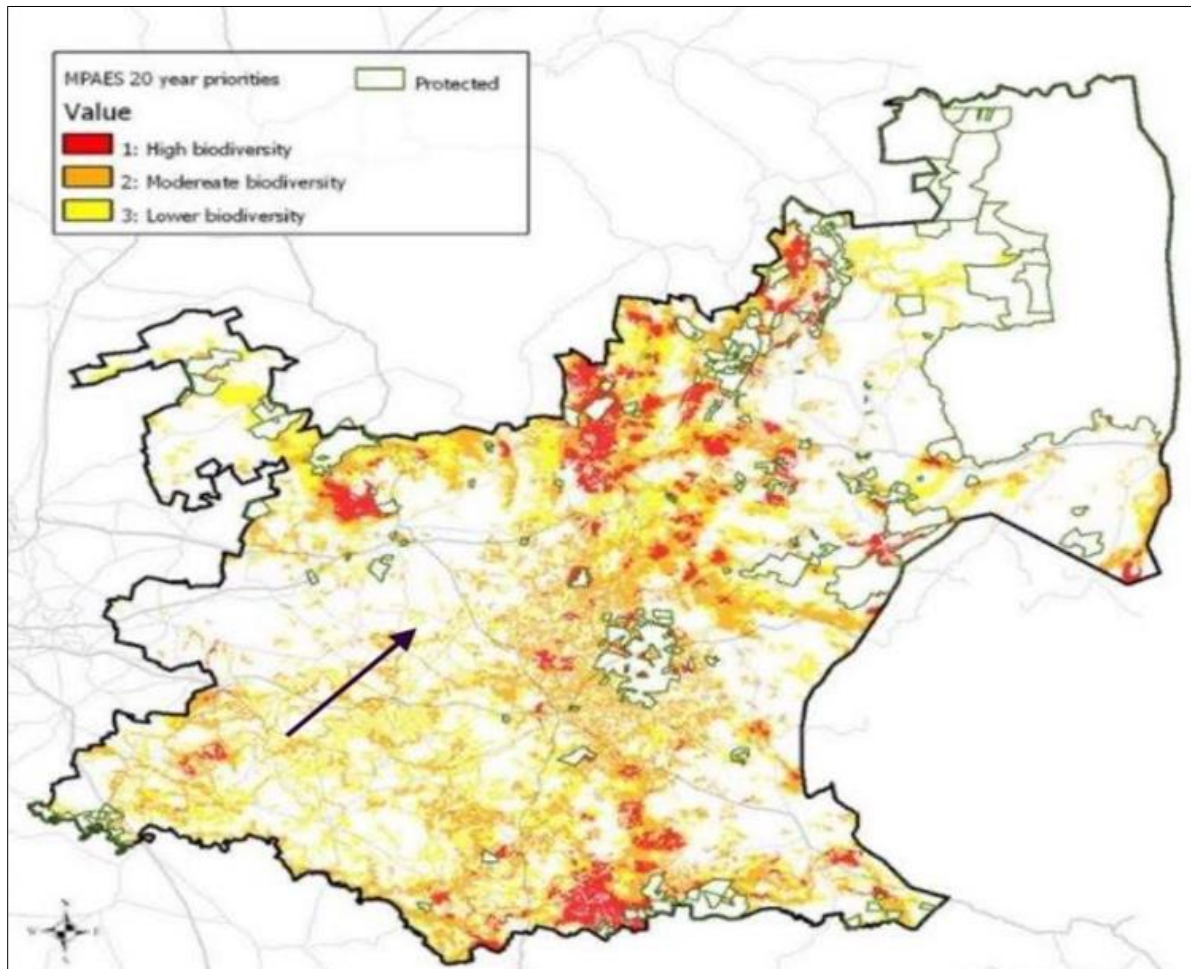 MPAES 20 year priorities
Protected
Value
1: High biodiversity
2: Modereate biodiversity
3: Lower biodiversity
W E